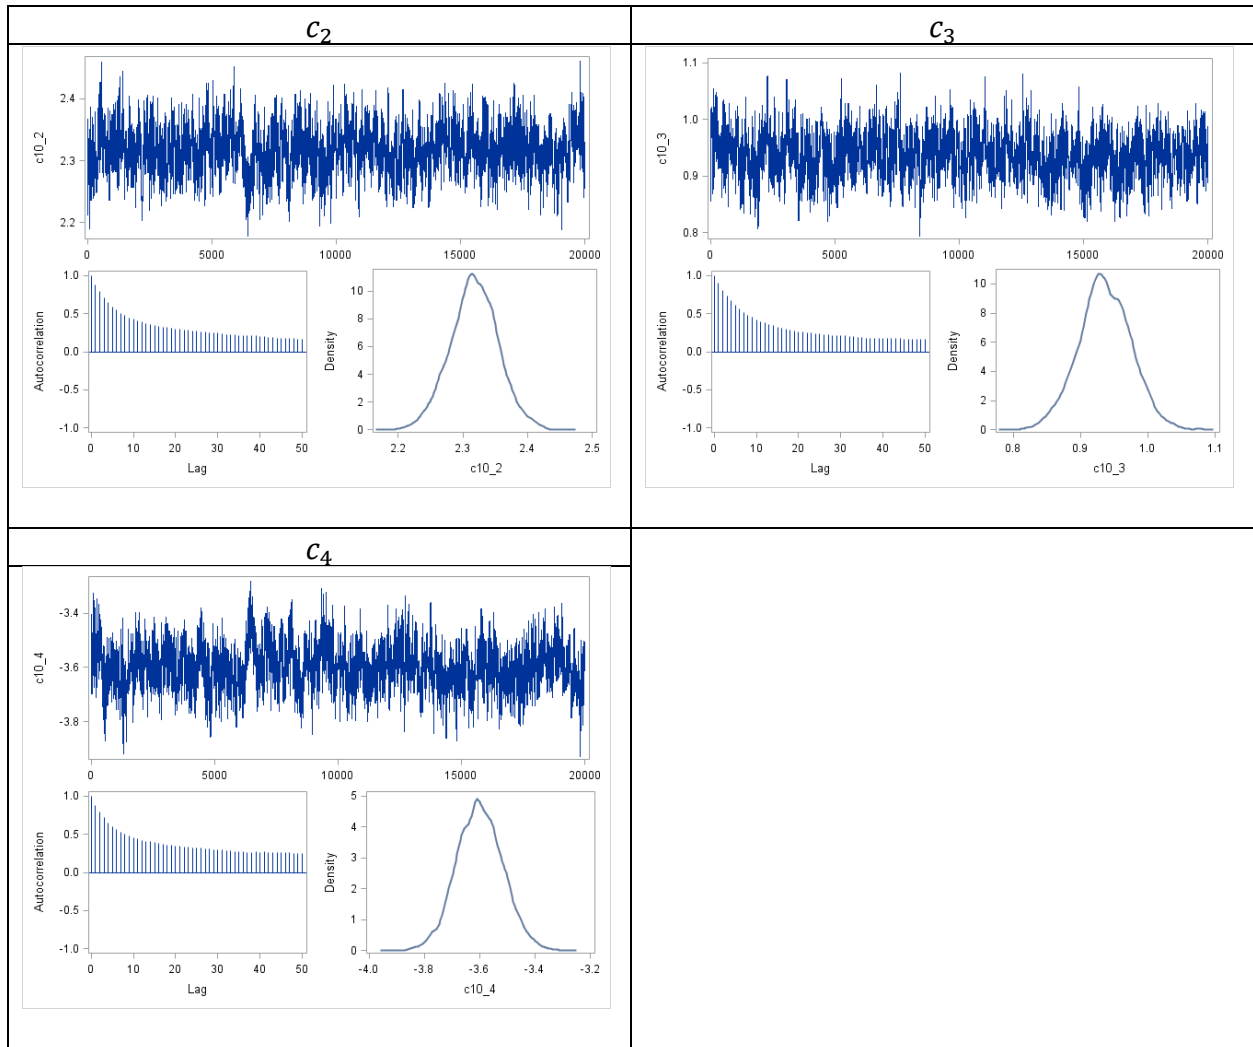 c₂
c10_2
2.4
2.3
2.2
0 5000 10000 15000 20000
Autocorrelation
1.0
0.5
0.0
-0.5
-1.0
0 10 20 30 40 50
Lag
Density
10
8
6
4
2
0
2.2 2.3 2.4 2.5
c10_2
c₃
c10_3
1.1
1.0
0.9
0.8
0 5000 10000 15000 20000
Autocorrelation
1.0
0.5
0.0
-0.5
-1.0
0 10 20 30 40 50
Lag
Density
10
8
6
4
2
0
0.8 0.9 1.0 1.1
c10_3
c₄
c10_4
-3.4
-3.6
-3.8
0 5000 10000 15000 20000
Autocorrelation
1.0
0.5
0.0
-0.5
-1.0
0 10 20 30 40 50
Lag
Density
5
4
3
2
1
0
-4.0 -3.8 -3.6 -3.4 -3.2
c10_4